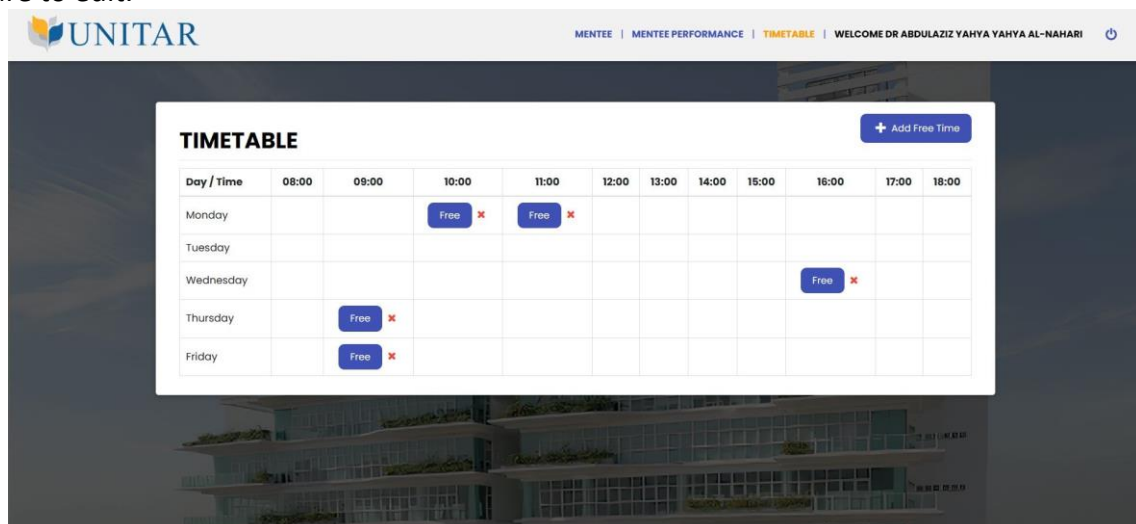 UNITAR
MENTEE | MENTEE PERFORMANCE | TIMETABLE | WELCOME DR ABDULAZIZ YAHYA YAHYA AL-NAHARI
TIMETABLE
+ Add Free Time
Day / Time 08:00 09:00 10:00 11:00 12:00 13:00 14:00 15:00 16:00 17:00 18:00
Monday Free Free
Tuesday
Wednesday Free
Thursday Free
Friday Free